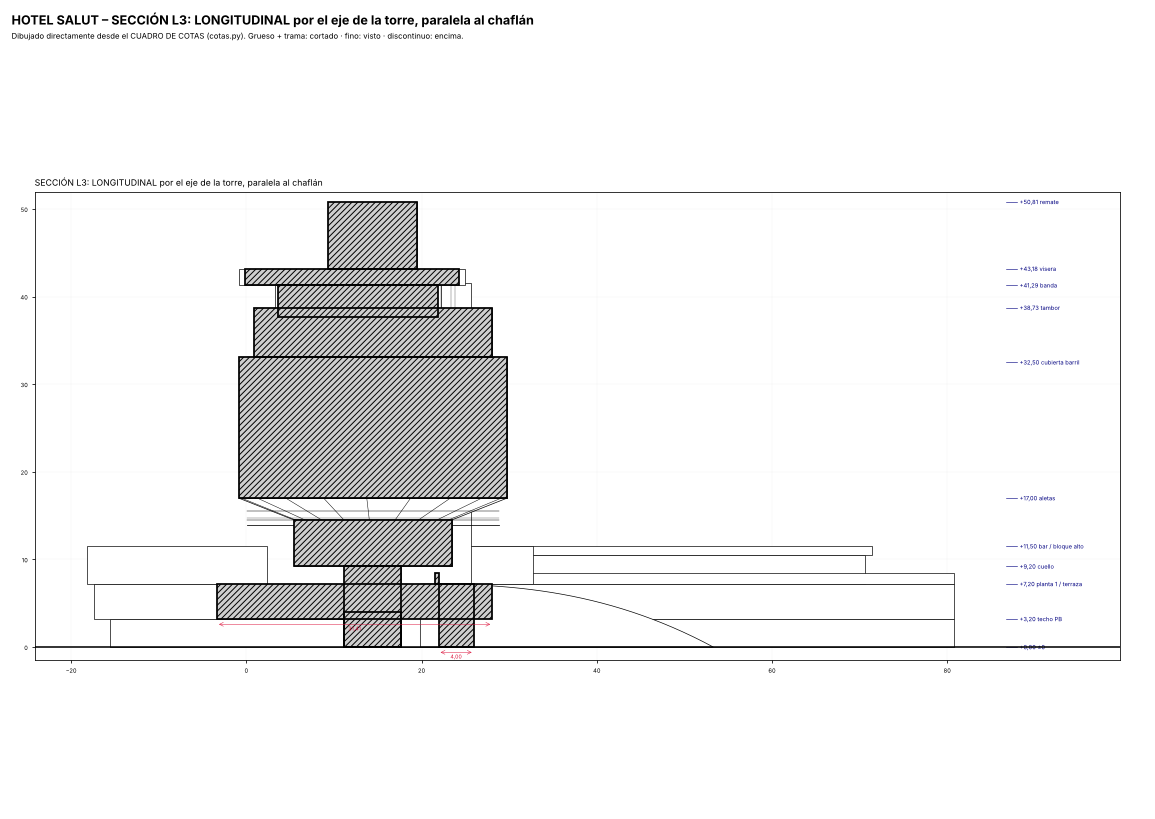 HOTEL SALUT – SECCIÓN L3: LONGITUDINAL por el eje de la torre, paralela al chaflán
Dibujado directamente desde el CUADRO DE COTAS (cotas.py). Grueso + trama: cortado · fino: visto · discontinuo: encima.
SECCIÓN L3: LONGITUDINAL por el eje de la torre, paralela al chaflán
50
+50,81 remate
+43,18 visera
+41,29 banda
40
+38,73 tambor
+32,50 cubierta barril
30
20
+17,00 aletas
+11,50 bar / bloque alto
10
+9,20 cuello
+7,20 planta 1 / terraza
+3,20 techo PB
0
4,00
−20
0
20
40
60
80